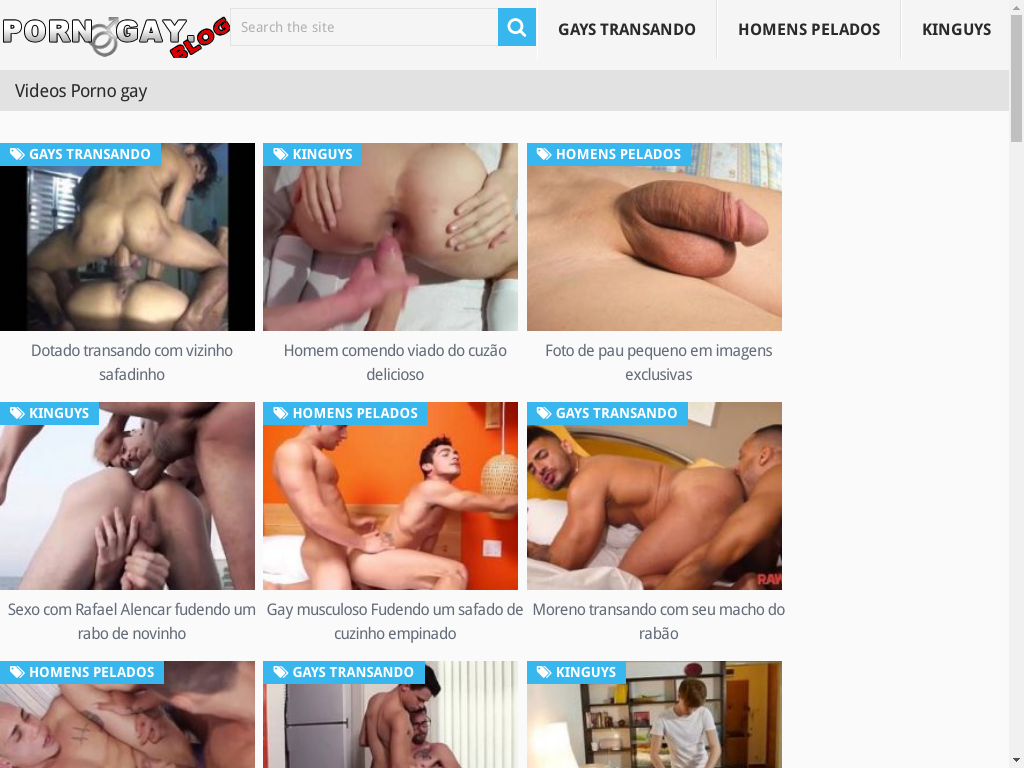 PORNOGAY.BLOG
Search the site
GAYS TRANSANDO
HOMENS PELADOS
KINGUYS
Videos Porno gay
GAYS TRANSANDO
KINGUYS
HOMENS PELADOS
Dotado transando com vizinho
safadinho
Homem comendo viado do cuzão
delicioso
Foto de pau pequeno em imagens
exclusivas
KINGUYS
HOMENS PELADOS
GAYS TRANSANDO
RAW
Sexo com Rafael Alencar fudendo um
rabo de novinho
Gay musculoso Fudendo um safado de
cuzinho empinado
Moreno transando com seu macho do
rabão
HOMENS PELADOS
GAYS TRANSANDO
KINGUYS